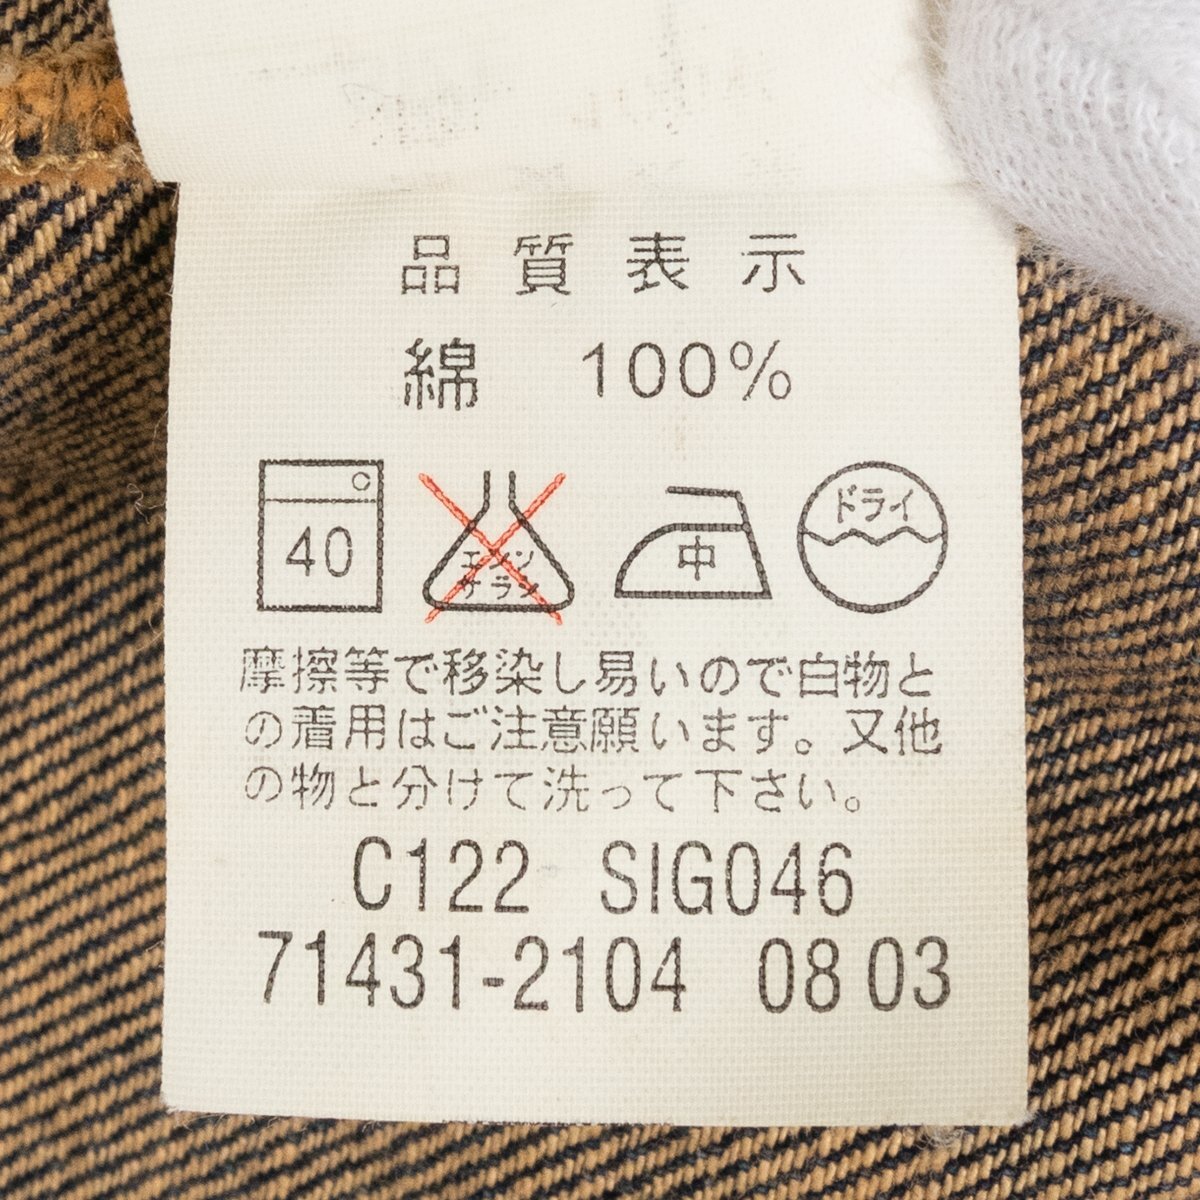 品質表示
綿 100%
40
エンソ
サラシ
中
ドライ
摩擦等で移染し易いので白物と
の着用はご注意願います。又他
の物と分けて洗って下さい。
C122 SIG046
71431-2104 08 03